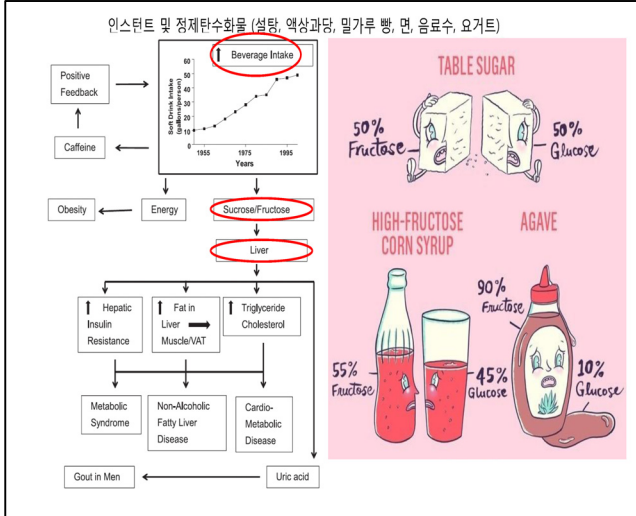 인스턴트 및 정제탄수화물 (설탕, 액상과당, 밀가루 빵, 면, 음료수, 요거트)
Beverage Intake
Positive
Feedback
Caffeine
Soft Drink Intake
(gallons/person)
60
50
40
30
20
10
0
1955
1975
1995
Years
Obesity
Energy
Sucrose/Fructose
Liver
Hepatic
Insulin
Resistance
Fat in
Liver
Muscle/VAT
Triglyceride
Cholesterol
Metabolic
Syndrome
Non-Alcoholic
Fatty Liver
Disease
Cardio-
Metabolic
Disease
Gout in Men
Uric acid
TABLE SUGAR
50%
Fructose
50%
Glucose
HIGH-FRUCTOSE
CORN SYRUP
55%
Fructose
45%
Glucose
AGAVE
90%
Fructose
10%
Glucose